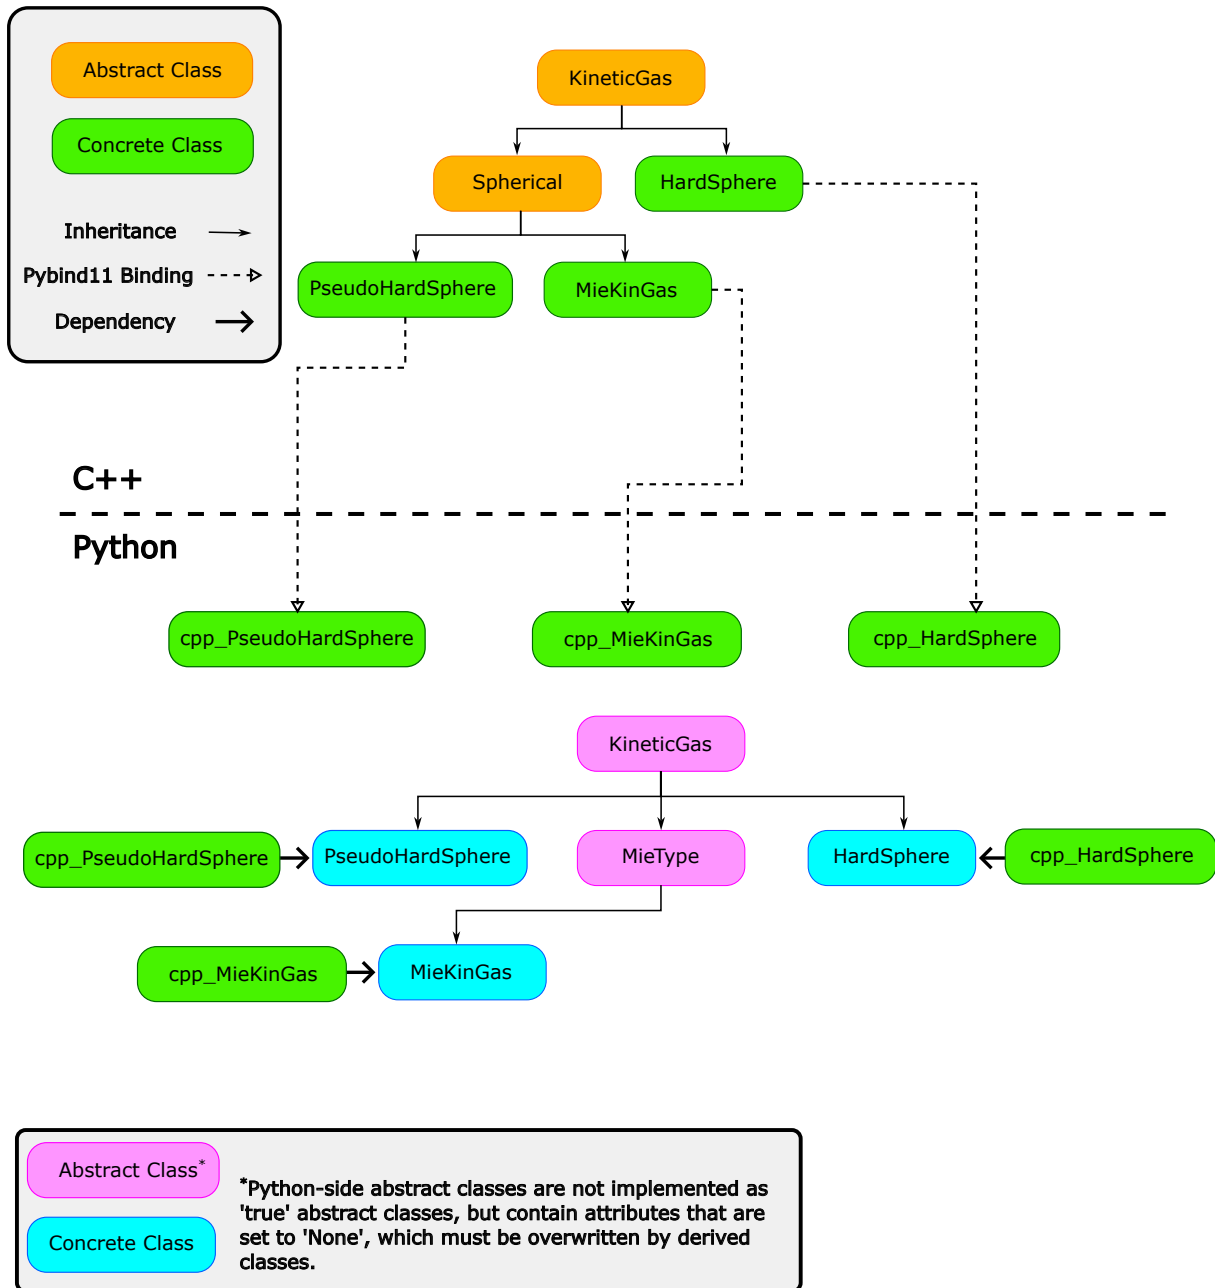 Abstract Class
Concrete Class
Inheritance
Pybind11 Binding
Dependency
KineticGas
Spherical
HardSphere
PseudoHardSphere
MieKinGas
C++
Python
cpp_PseudoHardSphere
cpp_MieKinGas
cpp_HardSphere
KineticGas
cpp_PseudoHardSphere
PseudoHardSphere
MieType
HardSphere
cpp_HardSphere
cpp_MieKinGas
MieKinGas
Abstract Class*
Concrete Class
*Python-side abstract classes are not implemented as
'true' abstract classes, but contain attributes that are
set to 'None', which must be overwritten by derived
classes.